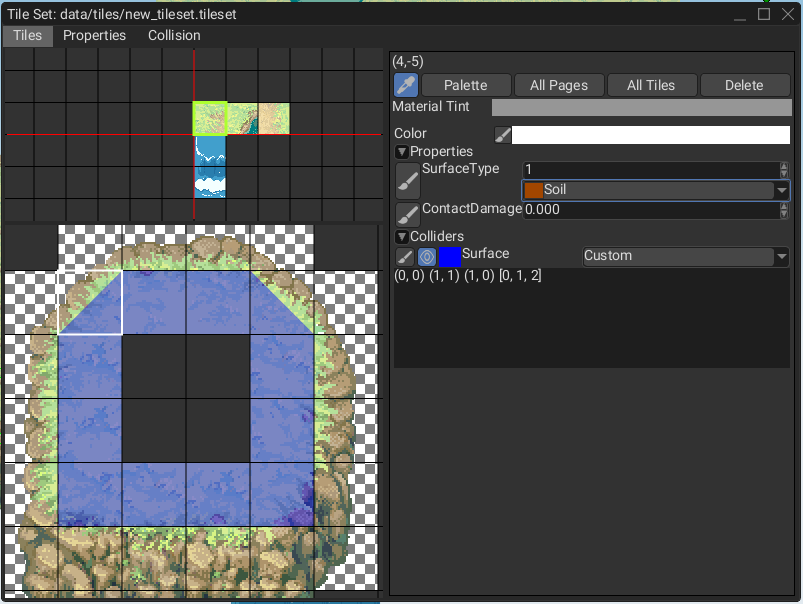 Tile Set: data/tiles/new_tileset.tileset
Tiles Properties Collision
(4,-5)
Palette All Pages All Tiles Delete
Material Tint
Color
Properties
SurfaceType 1
Soil
ContactDamage 0.000
Colliders
Surface Custom
(0, 0) (1, 1) (1, 0) [0, 1, 2]